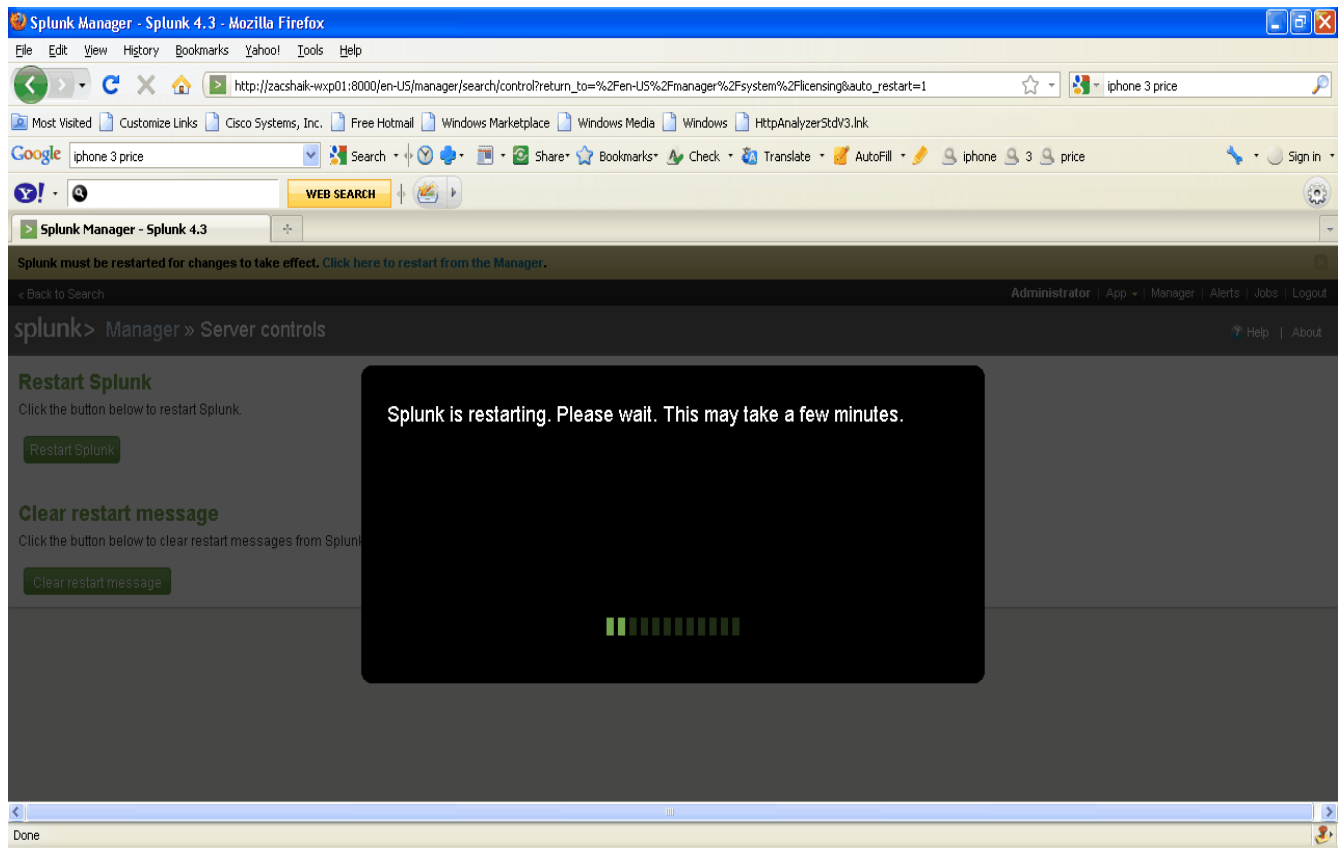 Splunk Manager - Splunk 4.3 - Mozilla Firefox
File Edit View History Bookmarks Yahoo! Tools Help
http://zacshaik-wxp01:8000/en-US/manager/search/control?return_to=%2Fen-US%2Fmanager%2Fsystem%2Flicensing&auto_restart=1 iphone 3 price
Most Visited Customize Links Cisco Systems, Inc. Free Hotmail Windows Marketplace Windows Media Windows HttpAnalyzerStdV3.lnk
Google iphone 3 price Search Share Bookmarks Check Translate AutoFill iphone 3 price Sign in
Y! WEB SEARCH
Splunk Manager - Splunk 4.3
Splunk must be restarted for changes to take effect. Click here to restart from the Manager.
« Back to Search Administrator | App | Manager | Alerts | Jobs | Logout
splunk> Manager » Server controls Help | About
Restart Splunk
Click the button below to restart Splunk.
Restart Splunk
Clear restart message
Click the button below to clear restart messages from Splunk
Clear restart message
Splunk is restarting. Please wait. This may take a few minutes.
Done